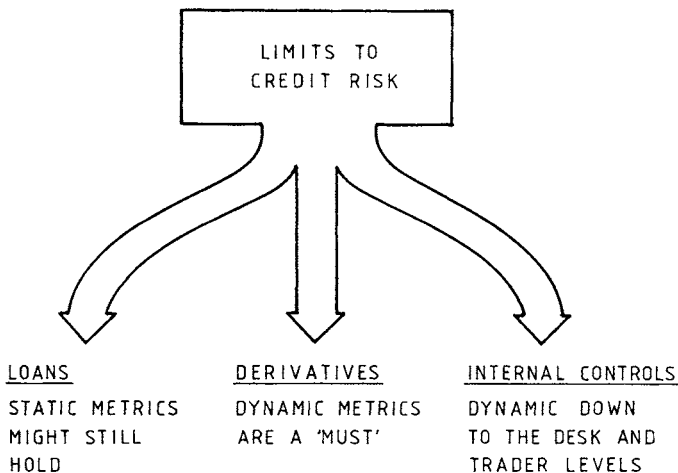 LIMITS TO
CREDIT RISK
LOANS
STATIC METRICS
MIGHT STILL
HOLD
DERIVATIVES
DYNAMIC METRICS
ARE A 'MUST'
INTERNAL CONTROLS
DYNAMIC DOWN
TO THE DESK AND
TRADER LEVELS